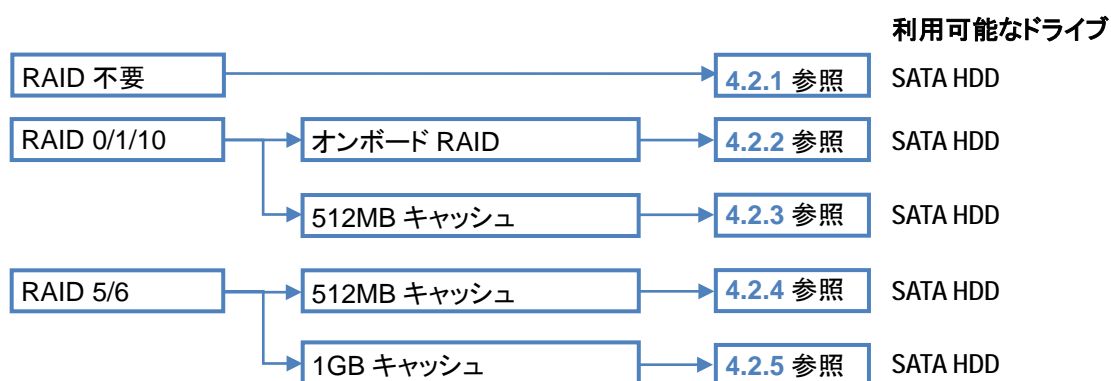 利用可能なドライブ
RAID 不要 4.2.1 参照 SATA HDD
RAID 0/1/10 オンボード RAID 4.2.2 参照 SATA HDD
512MB キャッシュ 4.2.3 参照 SATA HDD
RAID 5/6 512MB キャッシュ 4.2.4 参照 SATA HDD
1GB キャッシュ 4.2.5 参照 SATA HDD